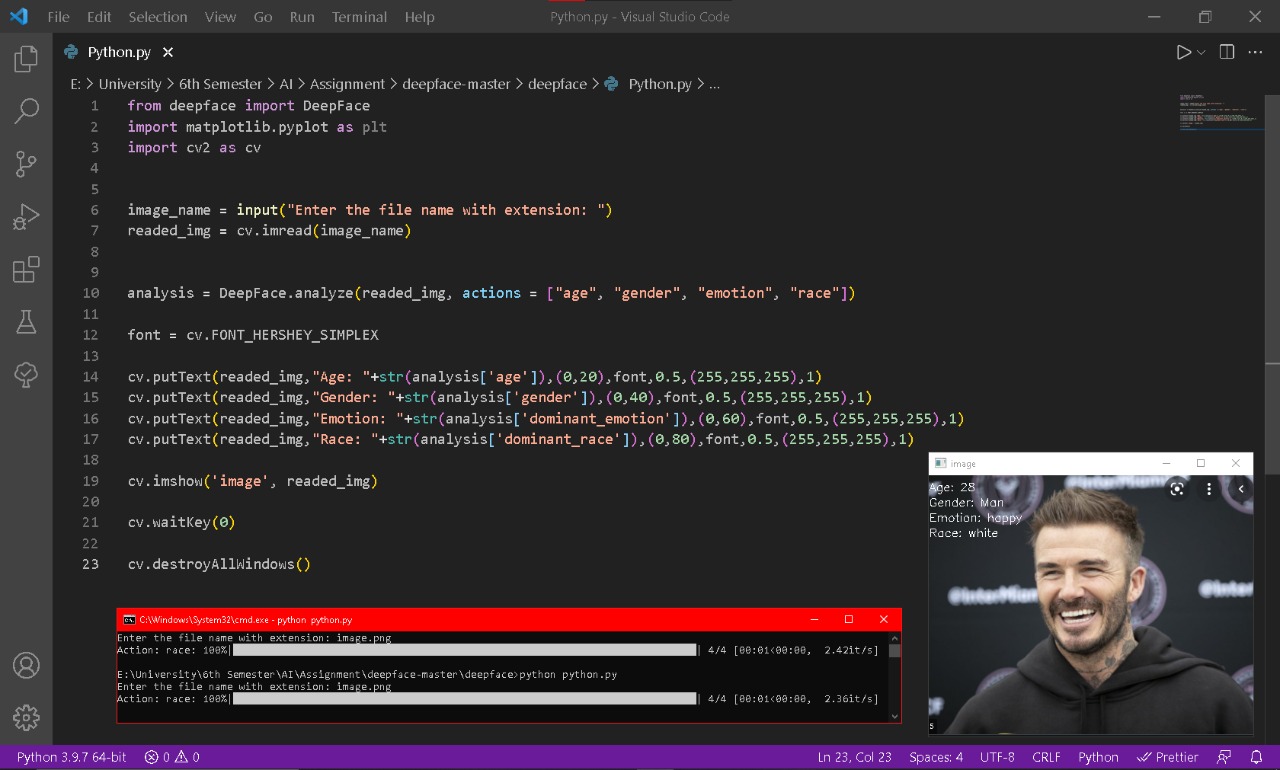 File Edit Selection View Go Run Terminal Help Python.py - Visual Studio Code
Python.py
E: > University > 6th Semester > AI > Assignment > deepface-master > deepface > Python.py > ...
1 from deepface import DeepFace
2 import matplotlib.pyplot as plt
3 import cv2 as cv
4
5
6 image_name = input("Enter the file name with extension: ")
7 readed_img = cv.imread(image_name)
8
9
10 analysis = DeepFace.analyze(readed_img, actions = ["age", "gender", "emotion", "race"])
11
12 font = cv.FONT_HERSHEY_SIMPLEX
13
14 cv.putText(readed_img,"Age: "+str(analysis['age']),(0,20),font,0.5,(255,255,255),1)
15 cv.putText(readed_img,"Gender: "+str(analysis['gender']),(0,40),font,0.5,(255,255,255),1)
16 cv.putText(readed_img,"Emotion: "+str(analysis['dominant_emotion']),(0,60),font,0.5,(255,255,255),1)
17 cv.putText(readed_img,"Race: "+str(analysis['dominant_race']),(0,80),font,0.5,(255,255,255),1)
18
19 cv.imshow('image', readed_img)
20
21 cv.waitKey(0)
22
23 cv.destroyAllWindows()
image
Age: 28
Gender: Man
Emotion: happy
Race: white
@InterMiam
@Inte
C:\Windows\System32\cmd.exe - python python.py
Enter the file name with extension: image.png
Action: race: 100%| | 4/4 [00:01<00:00, 2.42it/s]
E:\University\6th Semester\AI\Assignment\deepface-master\deepface>python python.py
Enter the file name with extension: image.png
Action: race: 100%| | 4/4 [00:01<00:00, 2.36it/s]
Python 3.9.7 64-bit 0 0 Ln 23, Col 23 Spaces: 4 UTF-8 CRLF Python Prettier